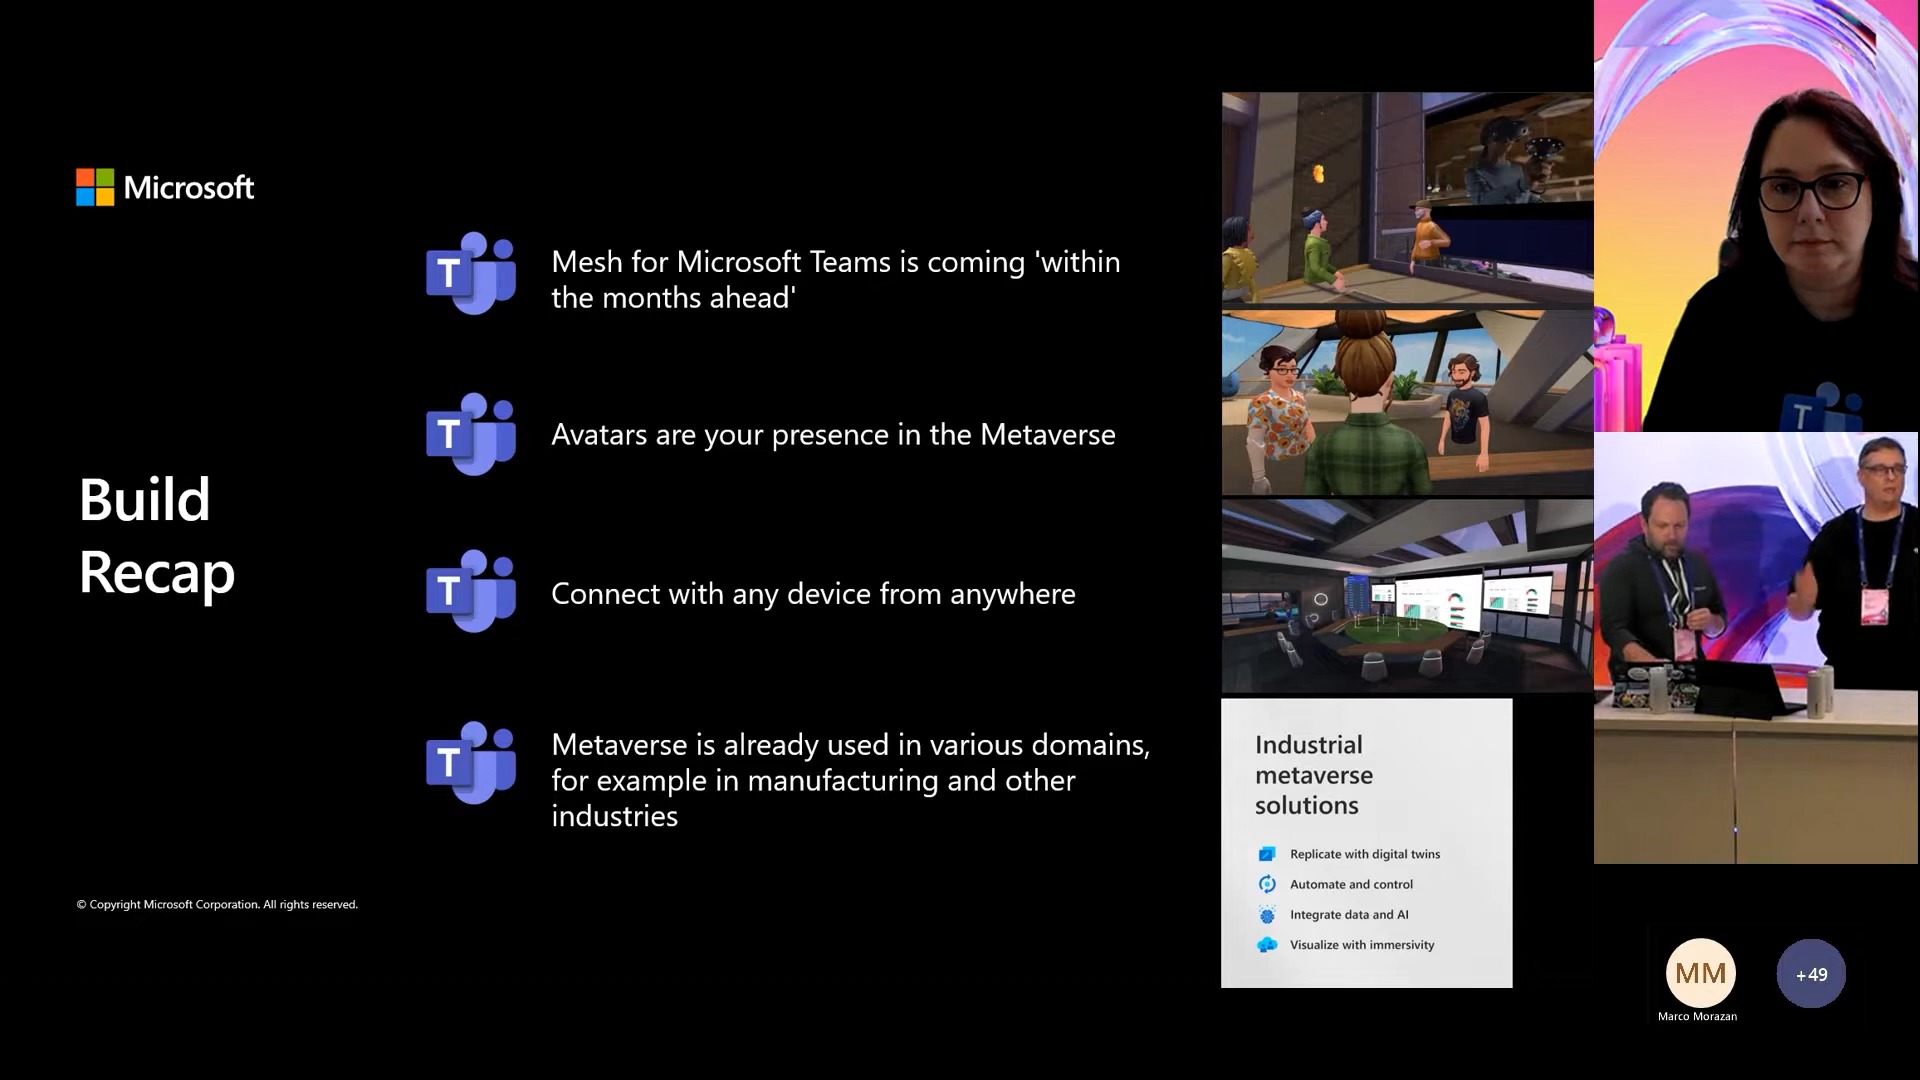 Microsoft
Build
Recap
T
Mesh for Microsoft Teams is coming 'within
the months ahead'
T
Avatars are your presence in the Metaverse
T
Connect with any device from anywhere
T
Metaverse is already used in various domains,
for example in manufacturing and other
industries
© Copyright Microsoft Corporation. All rights reserved.
Industrial
metaverse
solutions
Replicate with digital twins
Automate and control
Integrate data and AI
Visualize with immersivity
T
MM
+49
Marco Morazan